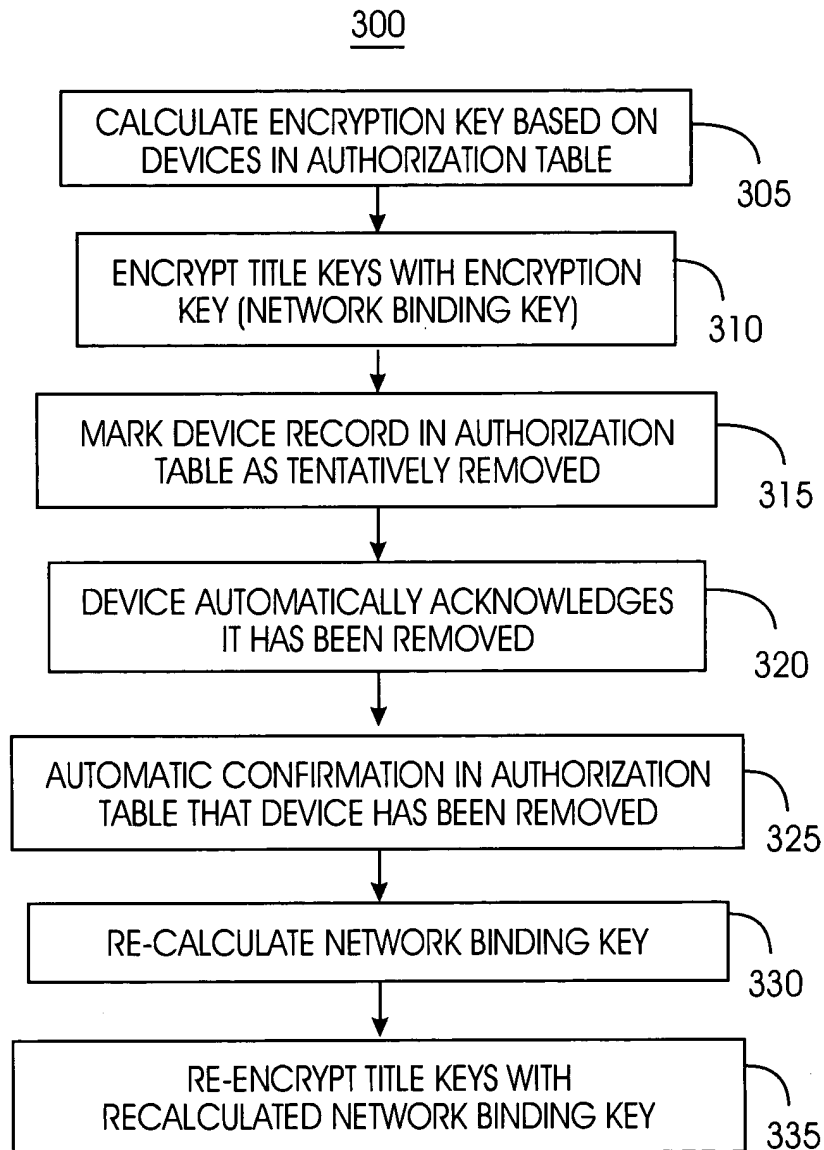 300
CALCULATE ENCRYPTION KEY BASED ON
DEVICES IN AUTHORIZATION TABLE
305
ENCRYPT TITLE KEYS WITH ENCRYPTION
KEY (NETWORK BINDING KEY)
310
MARK DEVICE RECORD IN AUTHORIZATION
TABLE AS TENTATIVELY REMOVED
315
DEVICE AUTOMATICALLY ACKNOWLEDGES
IT HAS BEEN REMOVED
320
AUTOMATIC CONFIRMATION IN AUTHORIZATION
TABLE THAT DEVICE HAS BEEN REMOVED
325
RE-CALCULATE NETWORK BINDING KEY
330
RE-ENCRYPT TITLE KEYS WITH
RECALCULATED NETWORK BINDING KEY
335